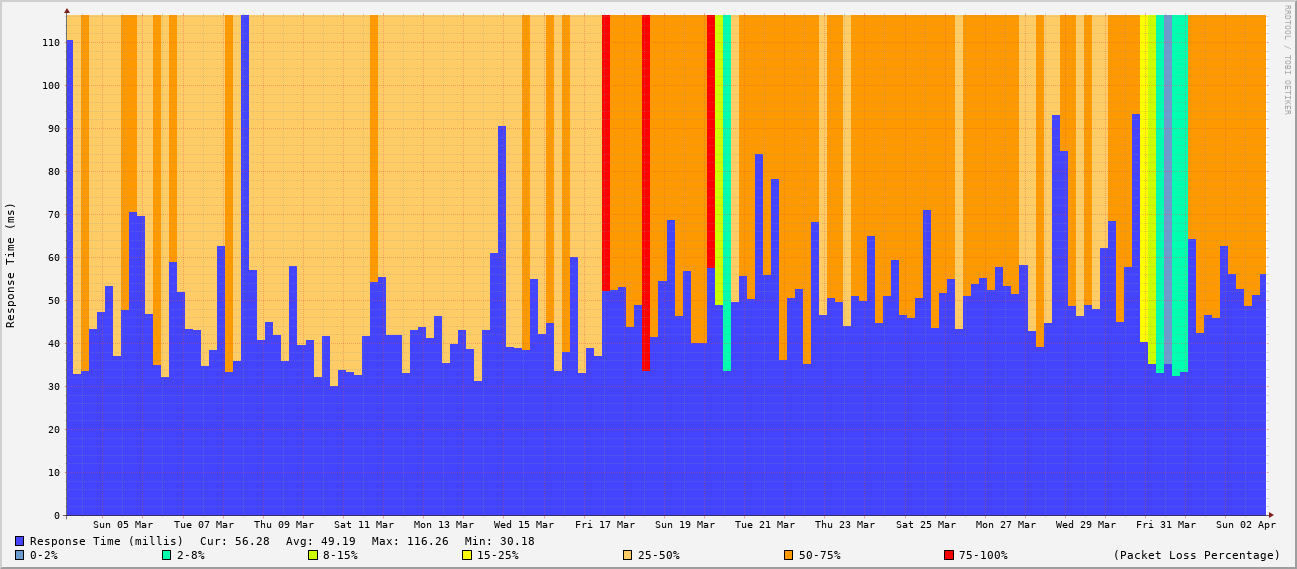 RRDTOOL / TOBI OETIKER
Response Time (ms)
110
100
90
80
70
60
50
40
30
20
10
0
Sun 05 Mar Tue 07 Mar Thu 09 Mar Sat 11 Mar Mon 13 Mar Wed 15 Mar Fri 17 Mar Sun 19 Mar Tue 21 Mar Thu 23 Mar Sat 25 Mar Mon 27 Mar Wed 29 Mar Fri 31 Mar Sun 02 Apr
Response Time (millis) Cur: 56.28 Avg: 49.19 Max: 116.26 Min: 30.18
0-2% 2-8% 8-15% 15-25% 25-50% 50-75% 75-100% (Packet Loss Percentage)